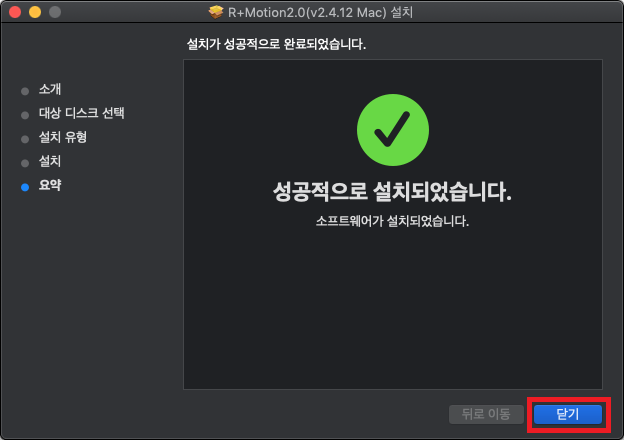 R+Motion2.0(v2.4.12 Mac) 설치
설치가 성공적으로 완료되었습니다.
소개
대상 디스크 선택
설치 유형
설치
요약
성공적으로 설치되었습니다.
소프트웨어가 설치되었습니다.
뒤로 이동
닫기